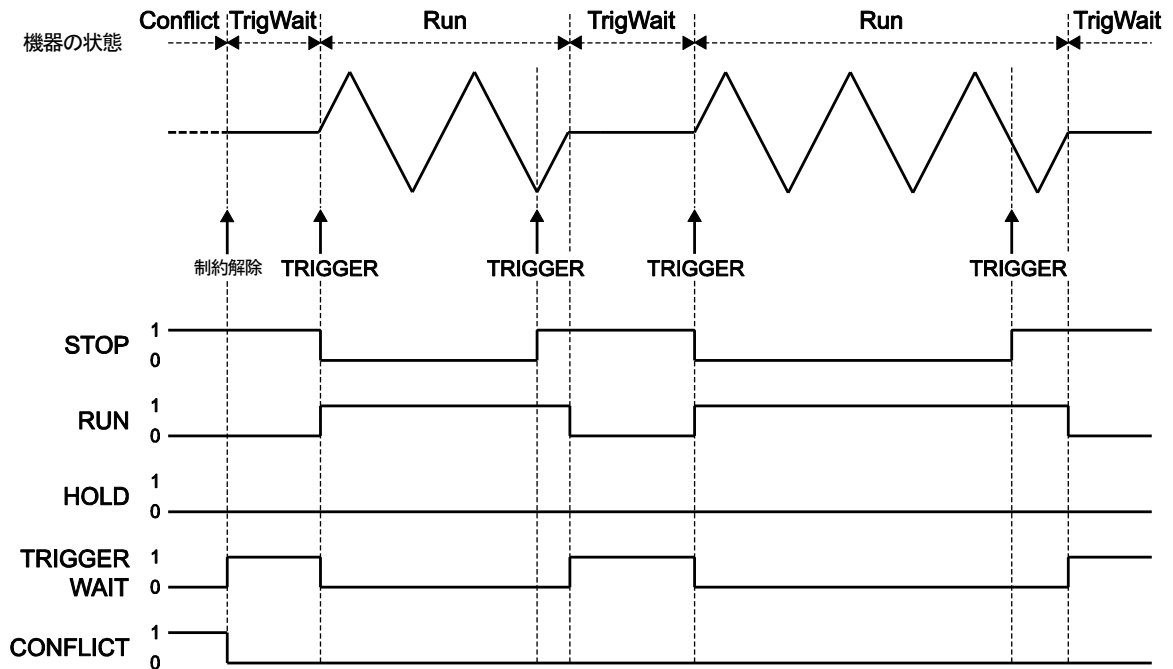 Conflict TrigWait Run TrigWait Run TrigWait
機器の状態
制約解除 TRIGGER TRIGGER TRIGGER TRIGGER
STOP 1
0
RUN 1
0
HOLD 1
0
TRIGGER WAIT 1
0
CONFLICT 1
0